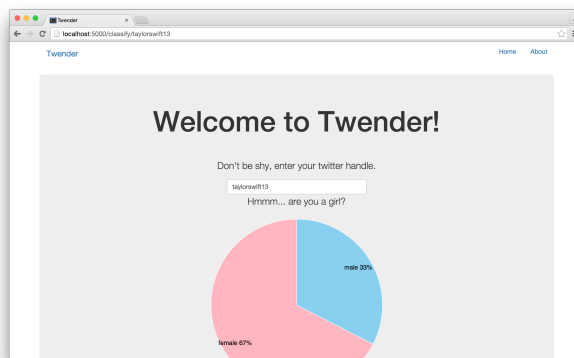 Twender
localhost:5000/classify/taylorswift13
Twender
Home About
Welcome to Twender!
Don't be shy, enter your twitter handle.
taylorswift13
Hmmm... are you a girl?
male 33%
female 67%